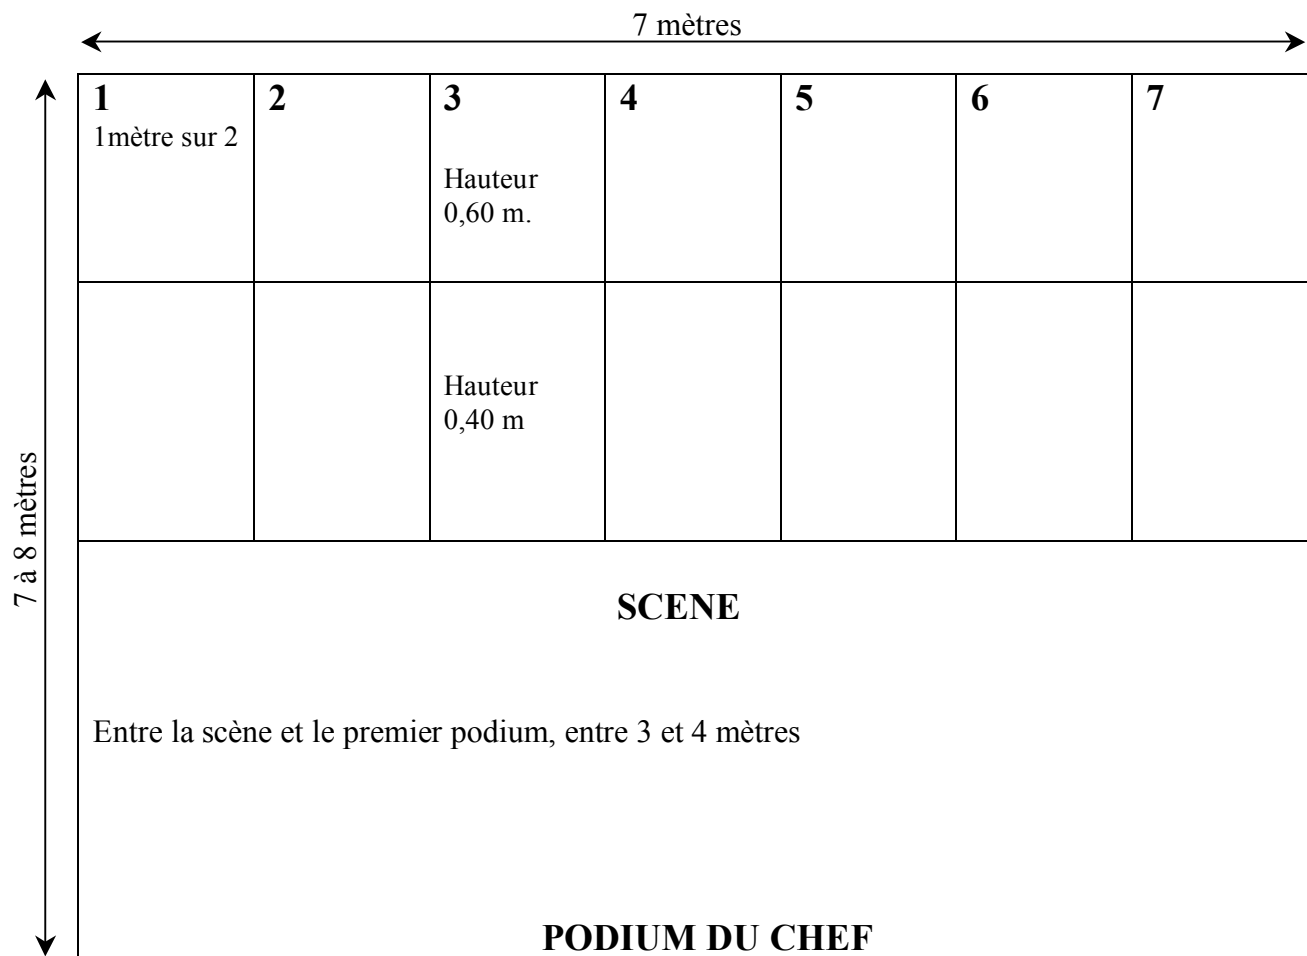 7 mètres
1
2
3
4
5
6
7
1mètre sur 2
Hauteur
0,60 m.
Hauteur
0,40 m
7 à 8 mètres
SCENE
Entre la scène et le premier podium, entre 3 et 4 mètres
PODIUM DU CHEF